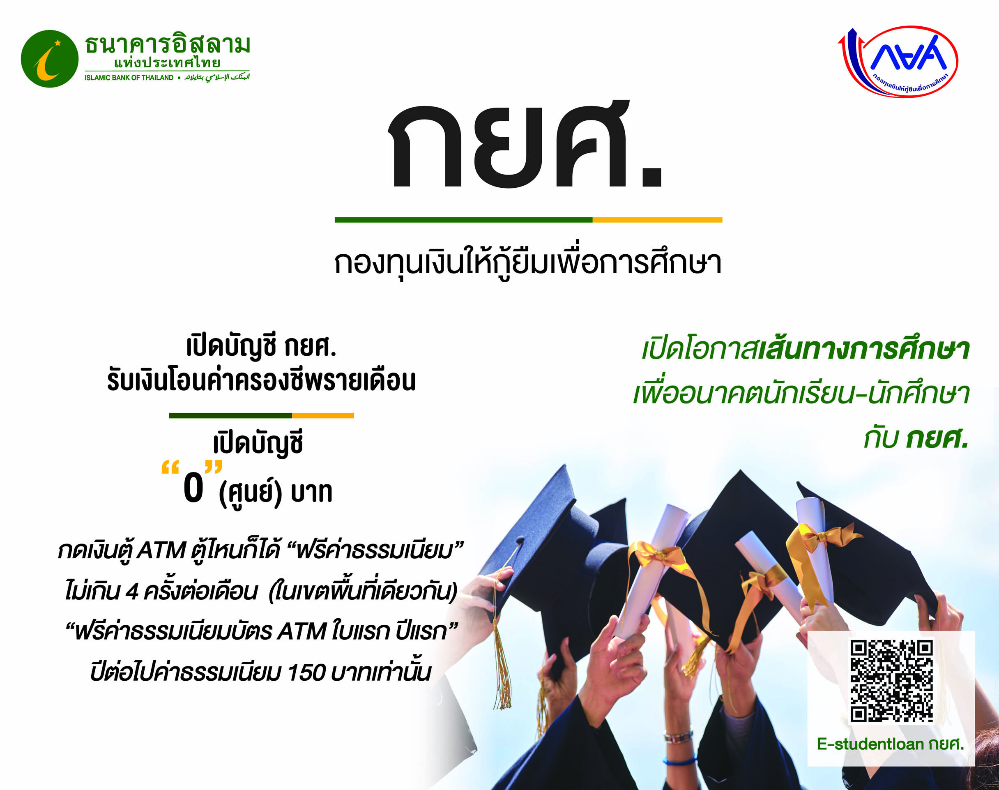 ธนาคารอิสลาม
แห่งประเทศไทย
ISLAMIC BANK OF THAILAND • البنك الإسلامي بتايلاند
กยศ
กองทุนเงินให้กู้ยืมเพื่อการศึกษา
กยศ.
กองทุนเงินให้กู้ยืมเพื่อการศึกษา
เปิดบัญชี กยศ.
รับเงินโอนค่าครองชีพรายเดือน
เปิดบัญชี
“0” (ศูนย์) บาท
กดเงินตู้ ATM ตู้ไหนก็ได้ “ฟรีค่าธรรมเนียม”
ไม่เกิน 4 ครั้งต่อเดือน (ในเขตพื้นที่เดียวกัน)
“ฟรีค่าธรรมเนียมบัตร ATM ใบแรก ปีแรก”
ปีต่อไปค่าธรรมเนียม 150 บาทเท่านั้น
เปิดโอกาสเส้นทางการศึกษา
เพื่ออนาคตนักเรียน-นักศึกษา
กับ กยศ.
E-studentloan กยศ.